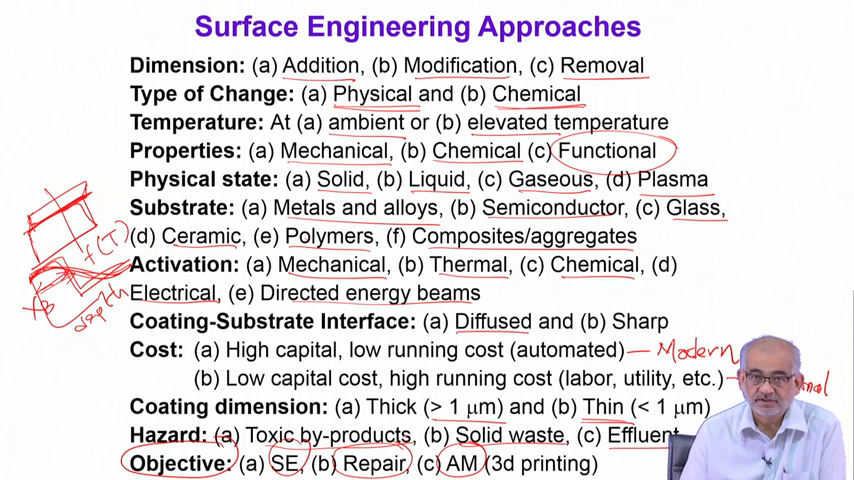 Surface Engineering Approaches
Dimension: (a) Addition, (b) Modification, (c) Removal
Type of Change: (a) Physical and (b) Chemical
Temperature: At (a) ambient or (b) elevated temperature
Properties: (a) Mechanical, (b) Chemical (c) Functional
Physical state: (a) Solid, (b) Liquid, (c) Gaseous, (d) Plasma
Substrate: (a) Metals and alloys, (b) Semiconductor, (c) Glass,
(d) Ceramic, (e) Polymers, (f) Composites/aggregates
f(T)
Activation: (a) Mechanical, (b) Thermal, (c) Chemical, (d)
Electrical, (e) Directed energy beams
XB
depth
Coating-Substrate Interface: (a) Diffused and (b) Sharp
Cost: (a) High capital, low running cost (automated) — Modern
(b) Low capital cost, high running cost (labor, utility, etc.) —
Coating dimension: (a) Thick (> 1 μm) and (b) Thin (< 1 μm)
Hazard: (a) Toxic by-products, (b) Solid waste, (c) Effluent
Objective: (a) SE, (b) Repair, (c) AM (3d printing)